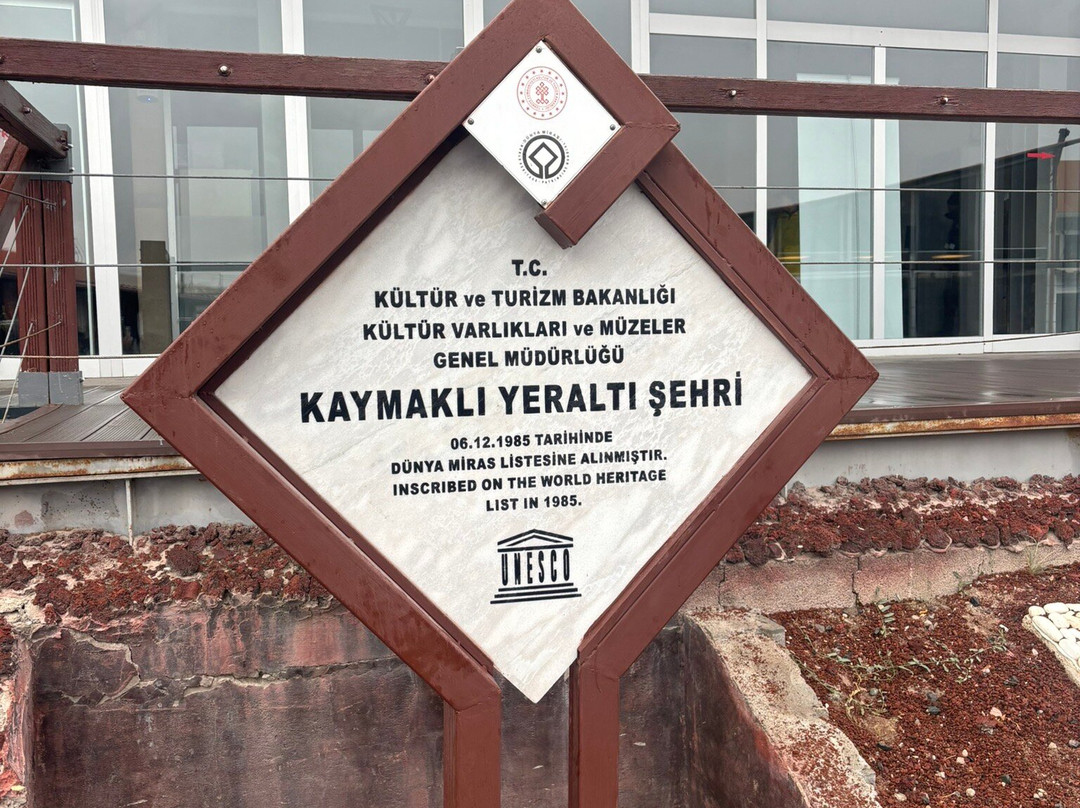 T.C.
KÜLTÜR ve TURİZM BAKANLIĞI
KÜLTÜR VARLIKLARI ve MÜZELER
GENEL MÜDÜRLÜĞÜ
KAYMAKLI YERALTI ŞEHRİ
06.12.1985 TARİHİNDE
DÜNYA MİRAS LİSTESİNE ALINMIŞTIR.
INSCRIBED ON THE WORLD HERITAGE
LIST IN 1985.
UNESCO